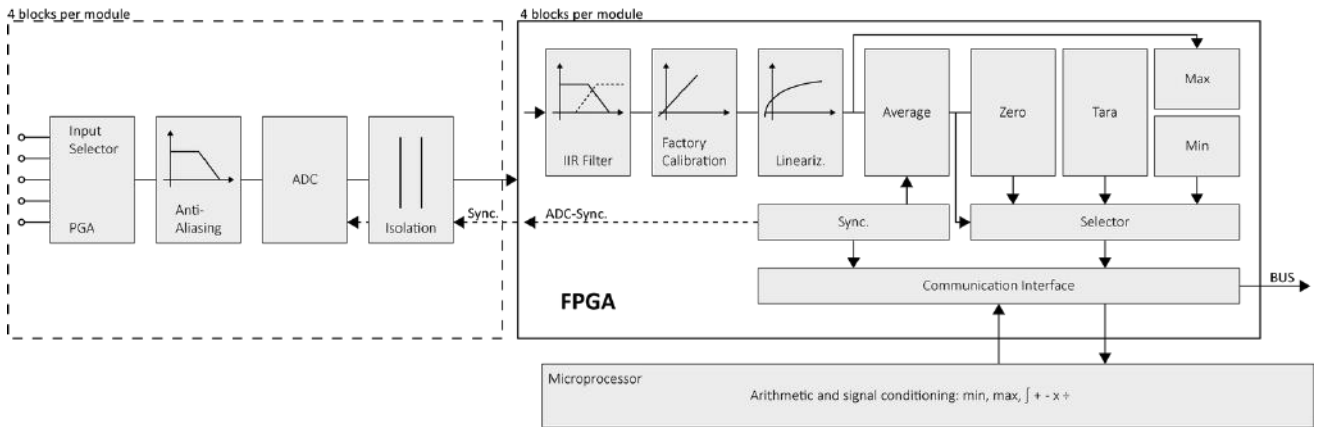 4 blocks per module
4 blocks per module
Input
Selector
PGA
Anti-
Aliasing
ADC
Isolation
Sync.
ADC-Sync.
IIR Filter
Factory
Calibration
Lineariz.
Average
Zero
Tara
Max
Min
Sync.
Selector
Communication Interface
BUS
FPGA
Microprocessor
Arithmetic and signal conditioning: min, max, ∫ + - x ÷